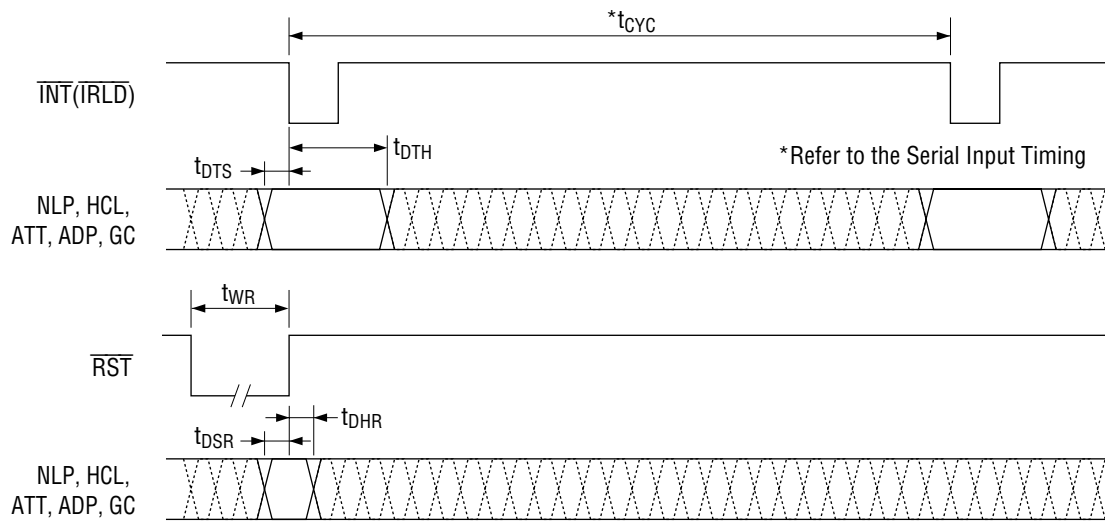 *tCYC
INT(IRLD)
tDTH
tDTS
*Refer to the Serial Input Timing
NLP, HCL,
ATT, ADP, GC
tWR
RST
tDHR
tDSR
NLP, HCL,
ATT, ADP, GC